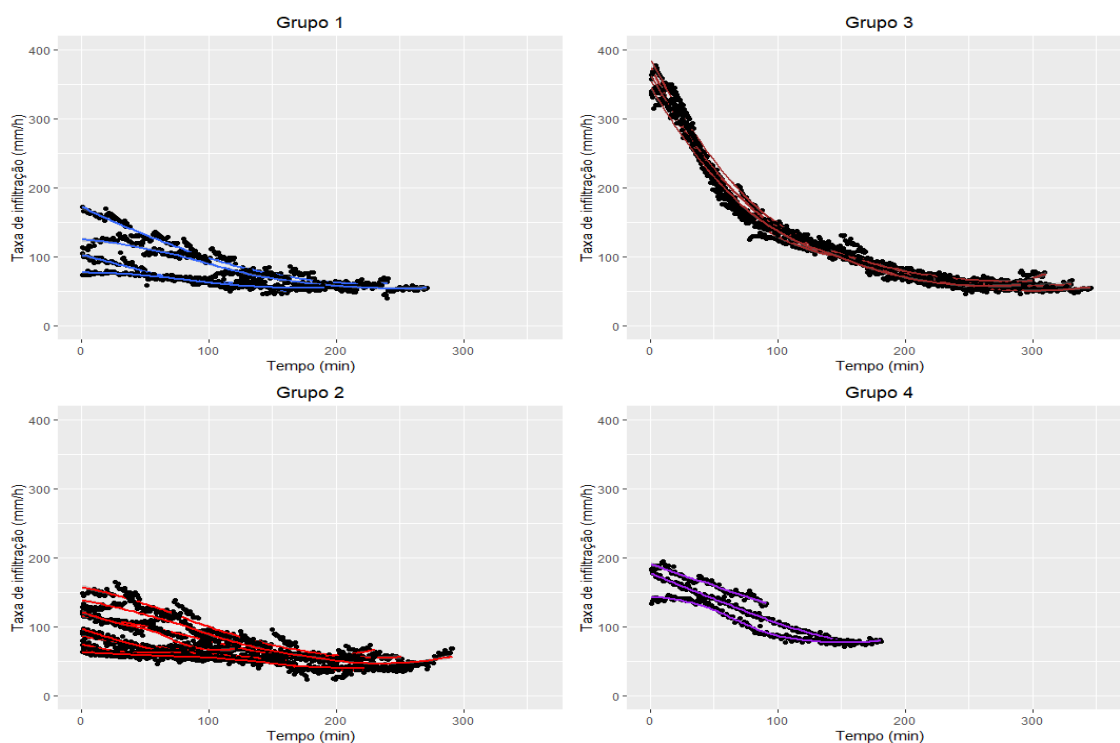 Grupo 1
400
300
200
100
0
Taxa de infiltração (mm/h)
0 100 200 300
Tempo (min)
Grupo 3
400
300
200
100
0
Taxa de infiltração (mm/h)
0 100 200 300
Tempo (min)
Grupo 2
400
300
200
100
0
Taxa de infiltração (mm/h)
0 100 200 300
Tempo (min)
Grupo 4
400
300
200
100
0
Taxa de infiltração (mm/h)
0 100 200 300
Tempo (min)